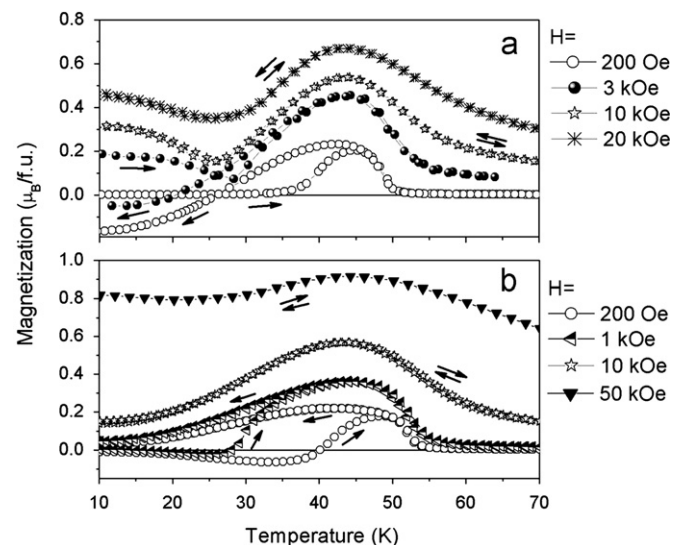 a
H=
200 Oe
3 kOe
10 kOe
20 kOe
0.8
0.6
0.4
0.2
0.0
b
H=
200 Oe
1 kOe
10 kOe
50 kOe
1.0
0.8
0.6
0.4
0.2
0.0
10 20 30 40 50 60 70
Temperature (K)
Magnetization (μB/f.u.)